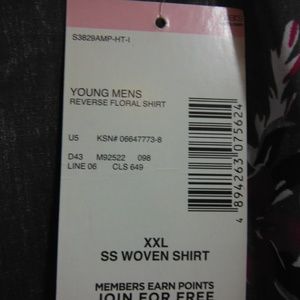 S3829AMP-HT-I
YOUNG MENS
REVERSE FLORAL SHIRT
U5 KSN# 06647773-8
D43 M92522 098
LINE 06 CLS 649
4 894263 075624
XXL
SS WOVEN SHIRT
MEMBERS EARN POINTS
JOIN FOR FREE